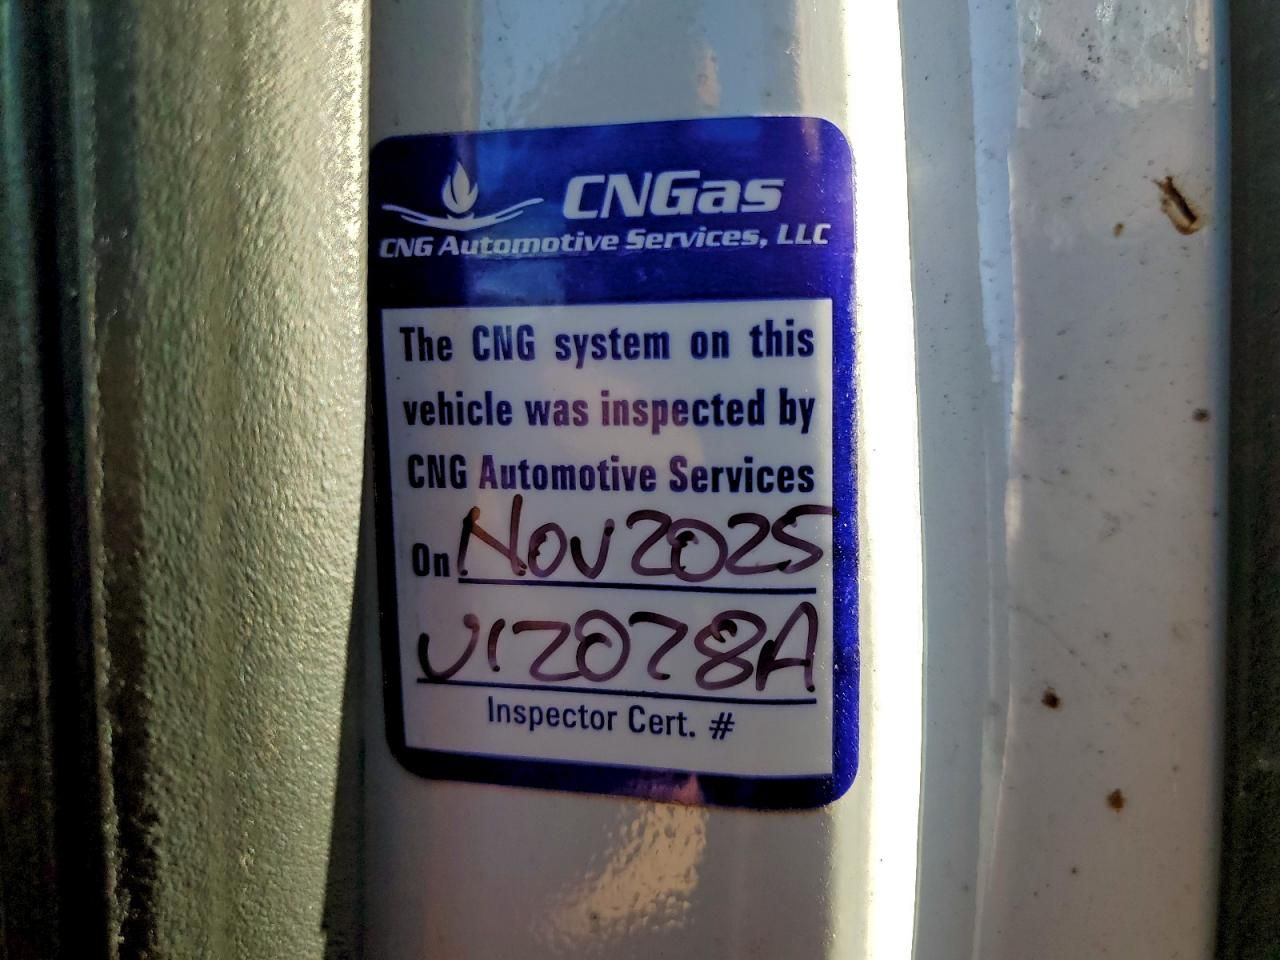 CNGas
CNG Automotive Services, LLC
The CNG system on this
vehicle was inspected by
CNG Automotive Services
On Nov 2025
V12028A
Inspector Cert. #